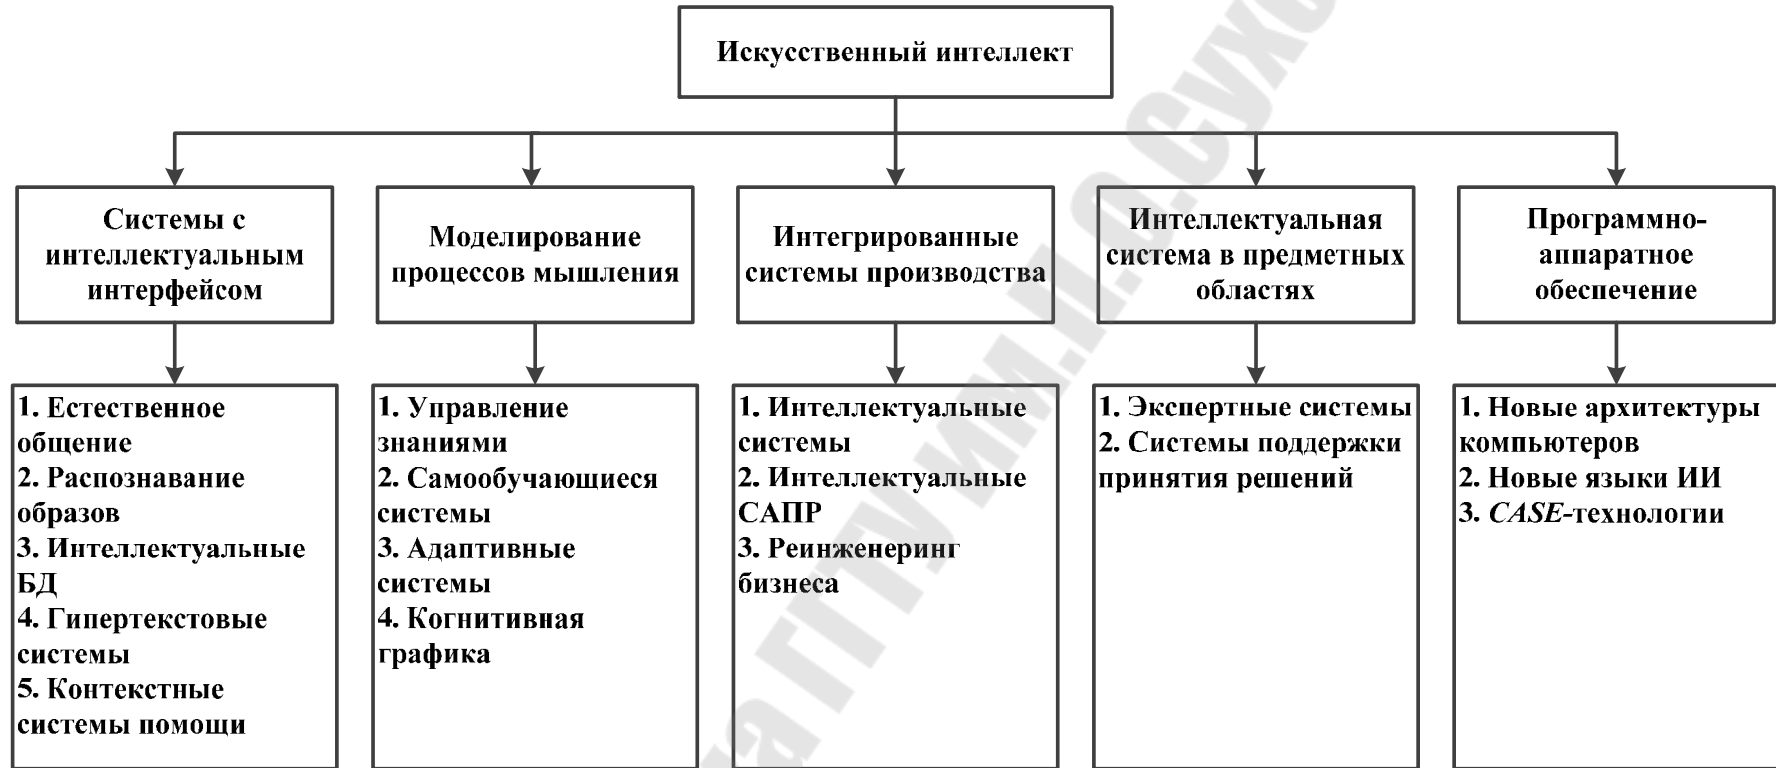 Искусственный интеллект
Системы с
интеллектуальным
интерфейсом
Моделирование
процессов мышления
Интегрированные
системы производства
Интеллектуальная
система в предметных
областях
Программно-
аппаратное
обеспечение
1. Естественное
общение
2. Распознавание
образов
3. Интеллектуальные
БД
4. Гипертекстовые
системы
5. Контекстные
системы помощи
1. Управление
знаниями
2. Самообучающиеся
системы
3. Адаптивные
системы
4. Когнитивная
графика
1. Интеллектуальные
системы
2. Интеллектуальные
САПР
3. Реинженеринг
бизнеса
1. Экспертные системы
2. Системы поддержки
принятия решений
1. Новые архитектуры
компьютеров
2. Новые языки ИИ
3. CASE-технологии
ГГТУ им.П.О.